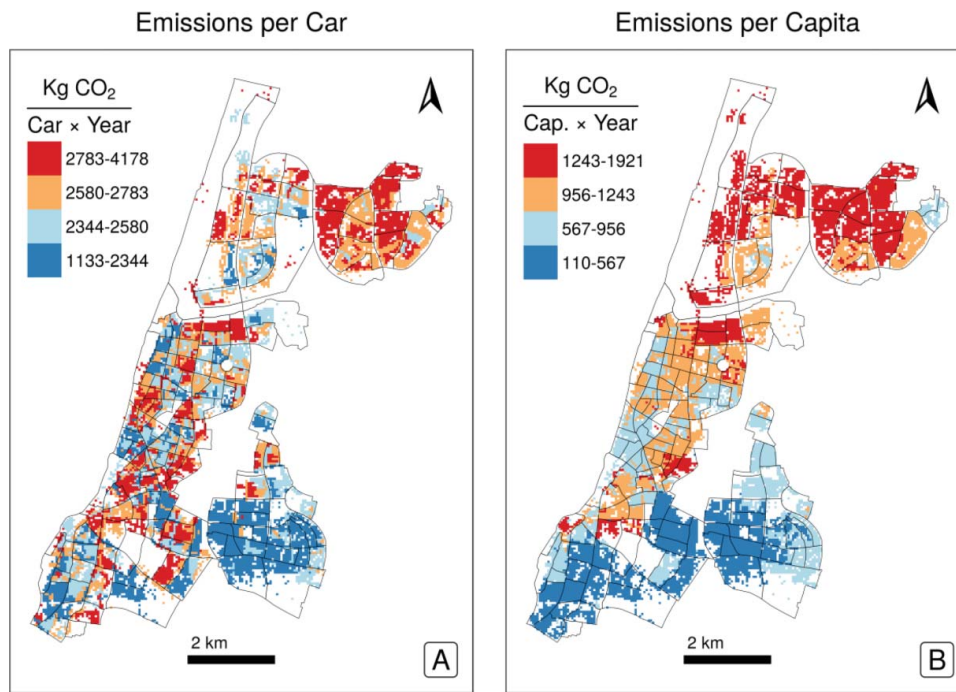 Emissions per Car
Kg CO₂
Car × Year
2783-4178
2580-2783
2344-2580
1133-2344
2 km
A
Emissions per Capita
Kg CO₂
Cap. × Year
1243-1921
956-1243
567-956
110-567
2 km
B